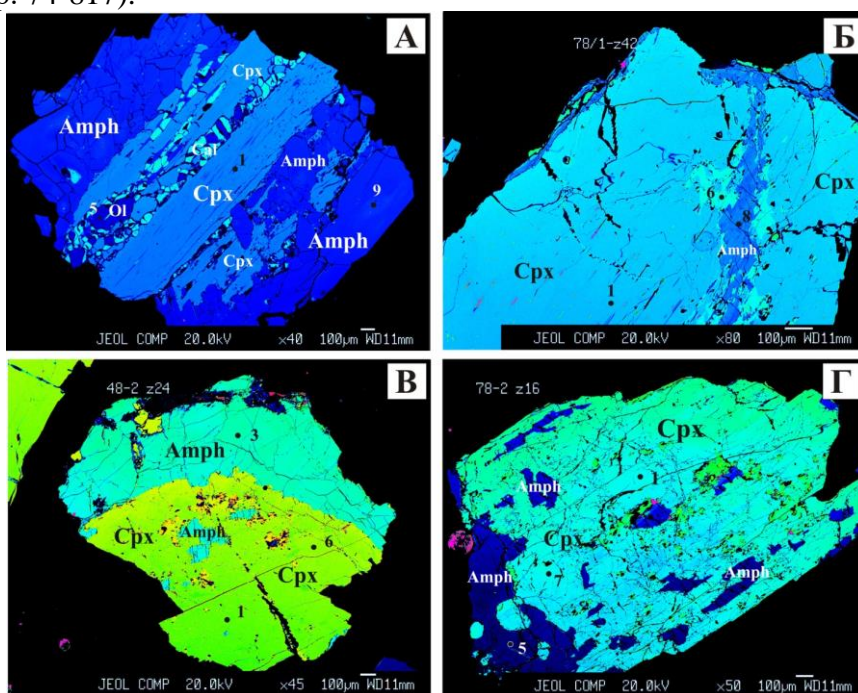 А
Cpx
Amph
Cal
1
Amph
Cpx
9
5 Ol
Amph
Cpx
JEOL COMP 20.0kV ×40 100µm WD11mm
78/1-z42
Б
6
Cpx
8
Amph
Cpx
1
JEOL COMP 20.0kV ×80 100µm WD11mm
48-2 z24
В
3
Amph
Cpx
Amph
6
Cpx
1
JEOL COMP 20.0kV ×45 100µm WD11mm
78-2 z16
Г
Cpx
1
Amph
Cpx
7
Amph
Amph
5
JEOL COMP 20.0kV ×50 100µm WD11mm